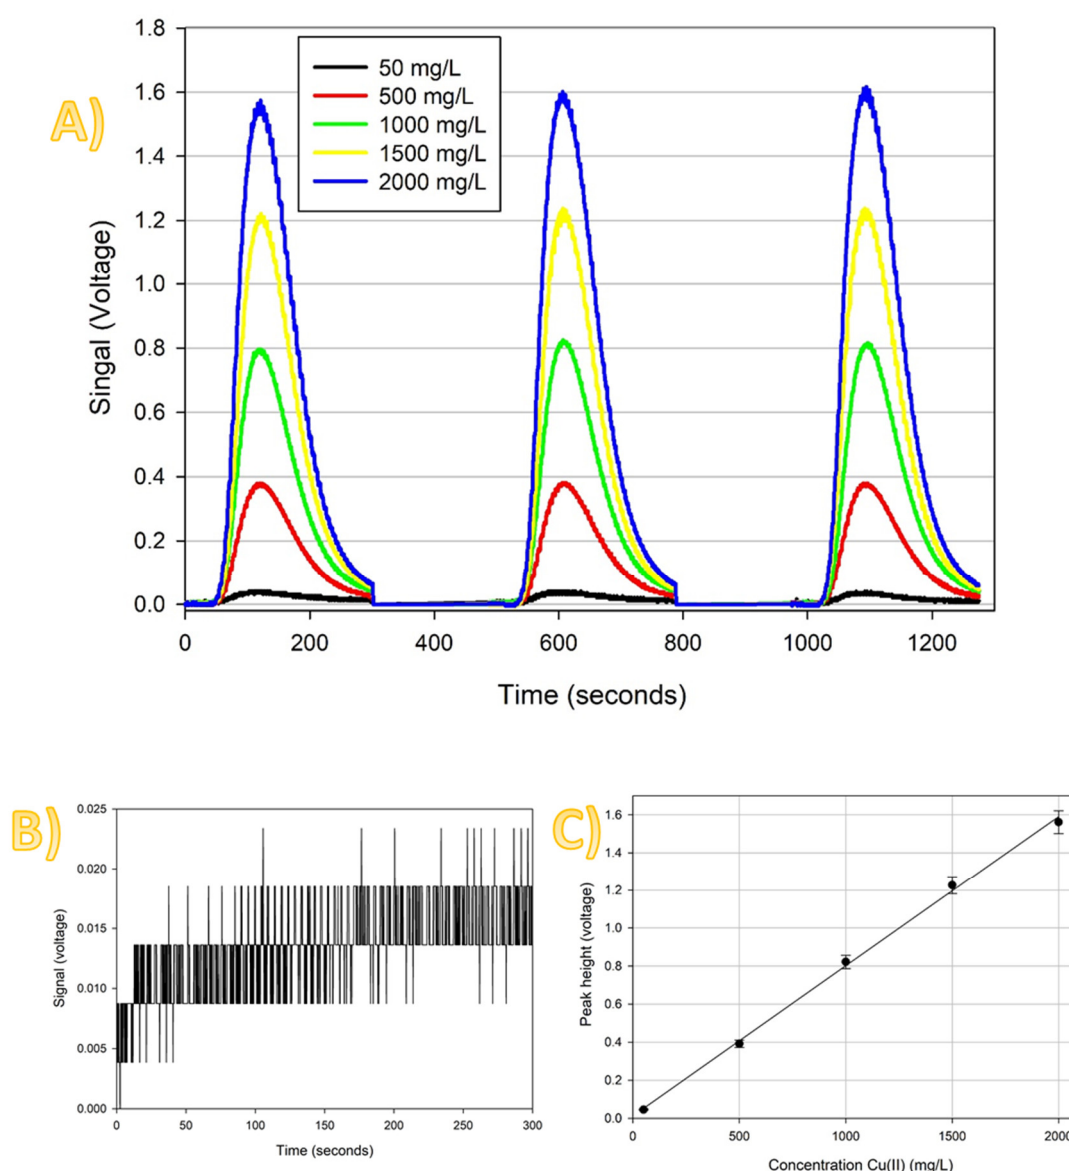 A)
1.8
1.6
1.4
1.2
1.0
0.8
0.6
0.4
0.2
0.0
Singal (Voltage)
50 mg/L
500 mg/L
1000 mg/L
1500 mg/L
2000 mg/L
0 200 400 600 800 1000 1200
Time (seconds)
B)
0.025
0.020
0.015
0.010
0.005
0.000
Signal (voltage)
0 50 100 150 200 250 300
Time (seconds)
C)
1.6
1.4
1.2
1.0
0.8
0.6
0.4
0.2
0.0
Peak height (voltage)
0 500 1000 1500 2000
Concentration Cu(II) (mg/L)